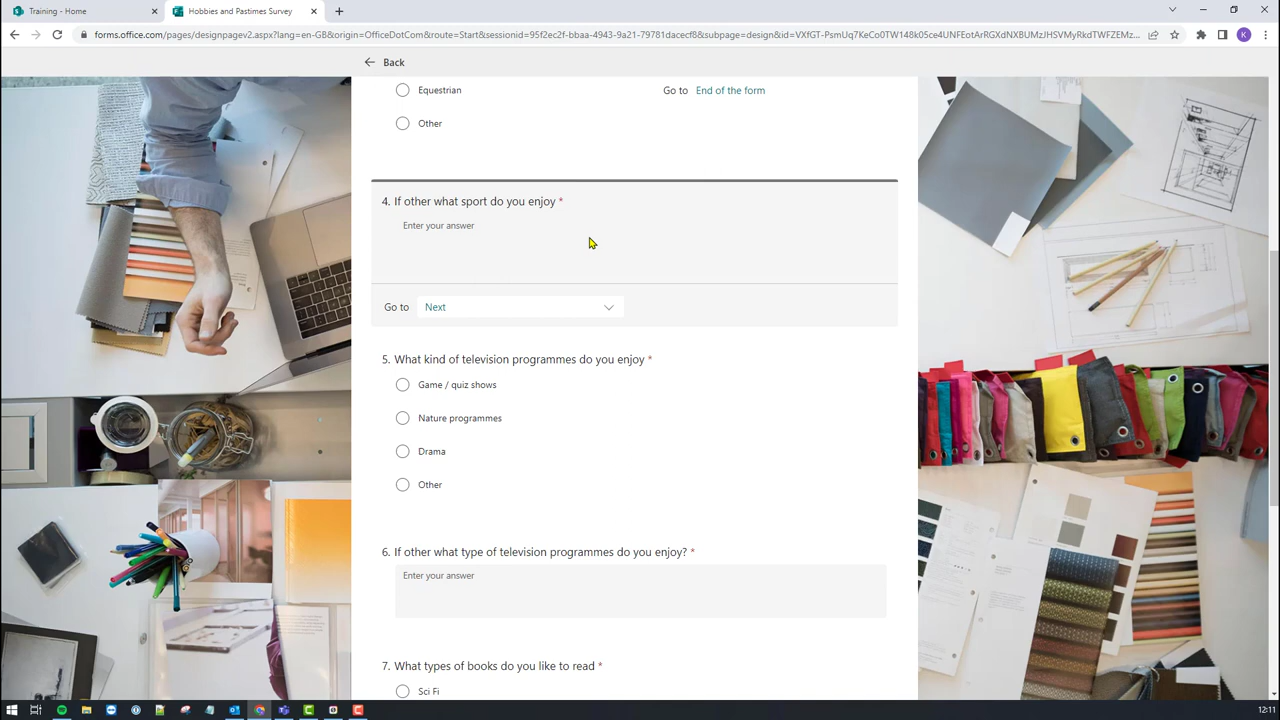 Training - Home
Hobbies and Pastimes Survey
forms.office.com/pages/designpagev2.aspx?lang=en-GB&origin=OfficeDotCom&route=Start&sessionid=95f2ec2f-bbaa-4943-9a21-79781dacecf8&subpage=design&id=VXfGT-PsmUq7KeCo0TW148k05ce4UNFEotArRGXdNXBUMzJHSVMyRkdTWFZEMz...
K
Back
Equestrian
Go to End of the form
Other
4. If other what sport do you enjoy *
Enter your answer
Go to Next
5. What kind of television programmes do you enjoy *
Game / quiz shows
Nature programmes
Drama
Other
6. If other what type of television programmes do you enjoy? *
Enter your answer
7. What types of books do you like to read *
Sci Fi
12:11